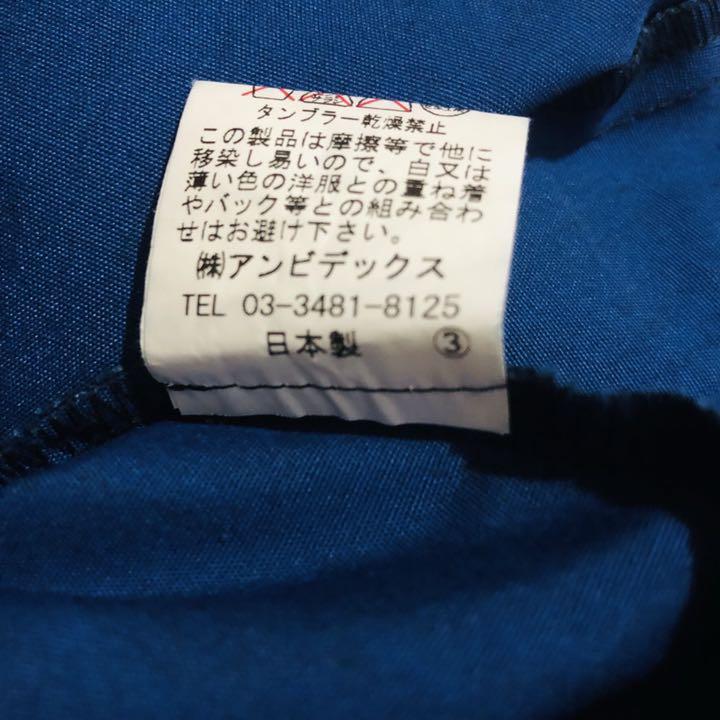 タンブラー乾燥禁止
この製品は摩擦等で他に
移染し易いので、白又は
薄い色の洋服との重ね着
やバック等との組み合わ
せはお避け下さい。
㈱アンビデックス
TEL 03-3481-8125
日本製 ③